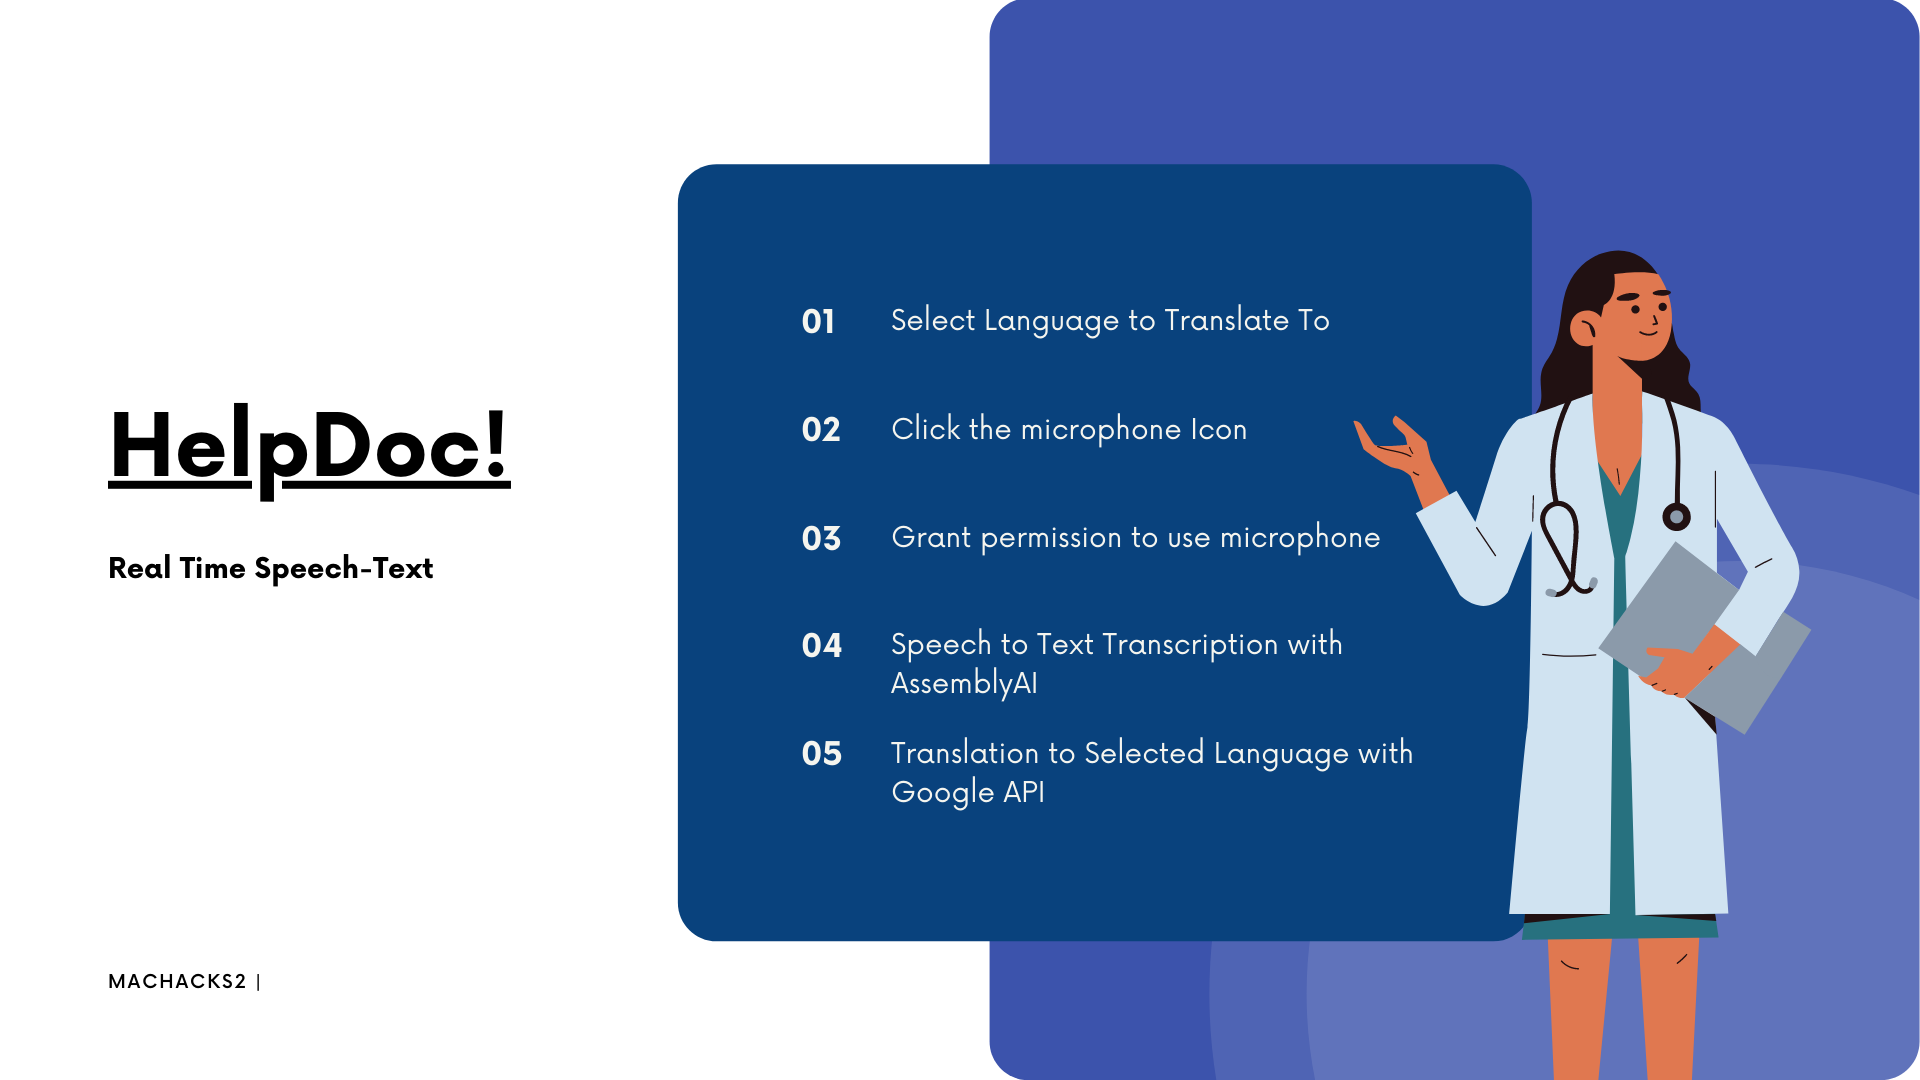 HelpDoc!
Real Time Speech-Text
MACHACKS2 |
01 Select Language to Translate To
02 Click the microphone Icon
03 Grant permission to use microphone
04 Speech to Text Transcription with
AssemblyAI
05 Translation to Selected Language with
Google API